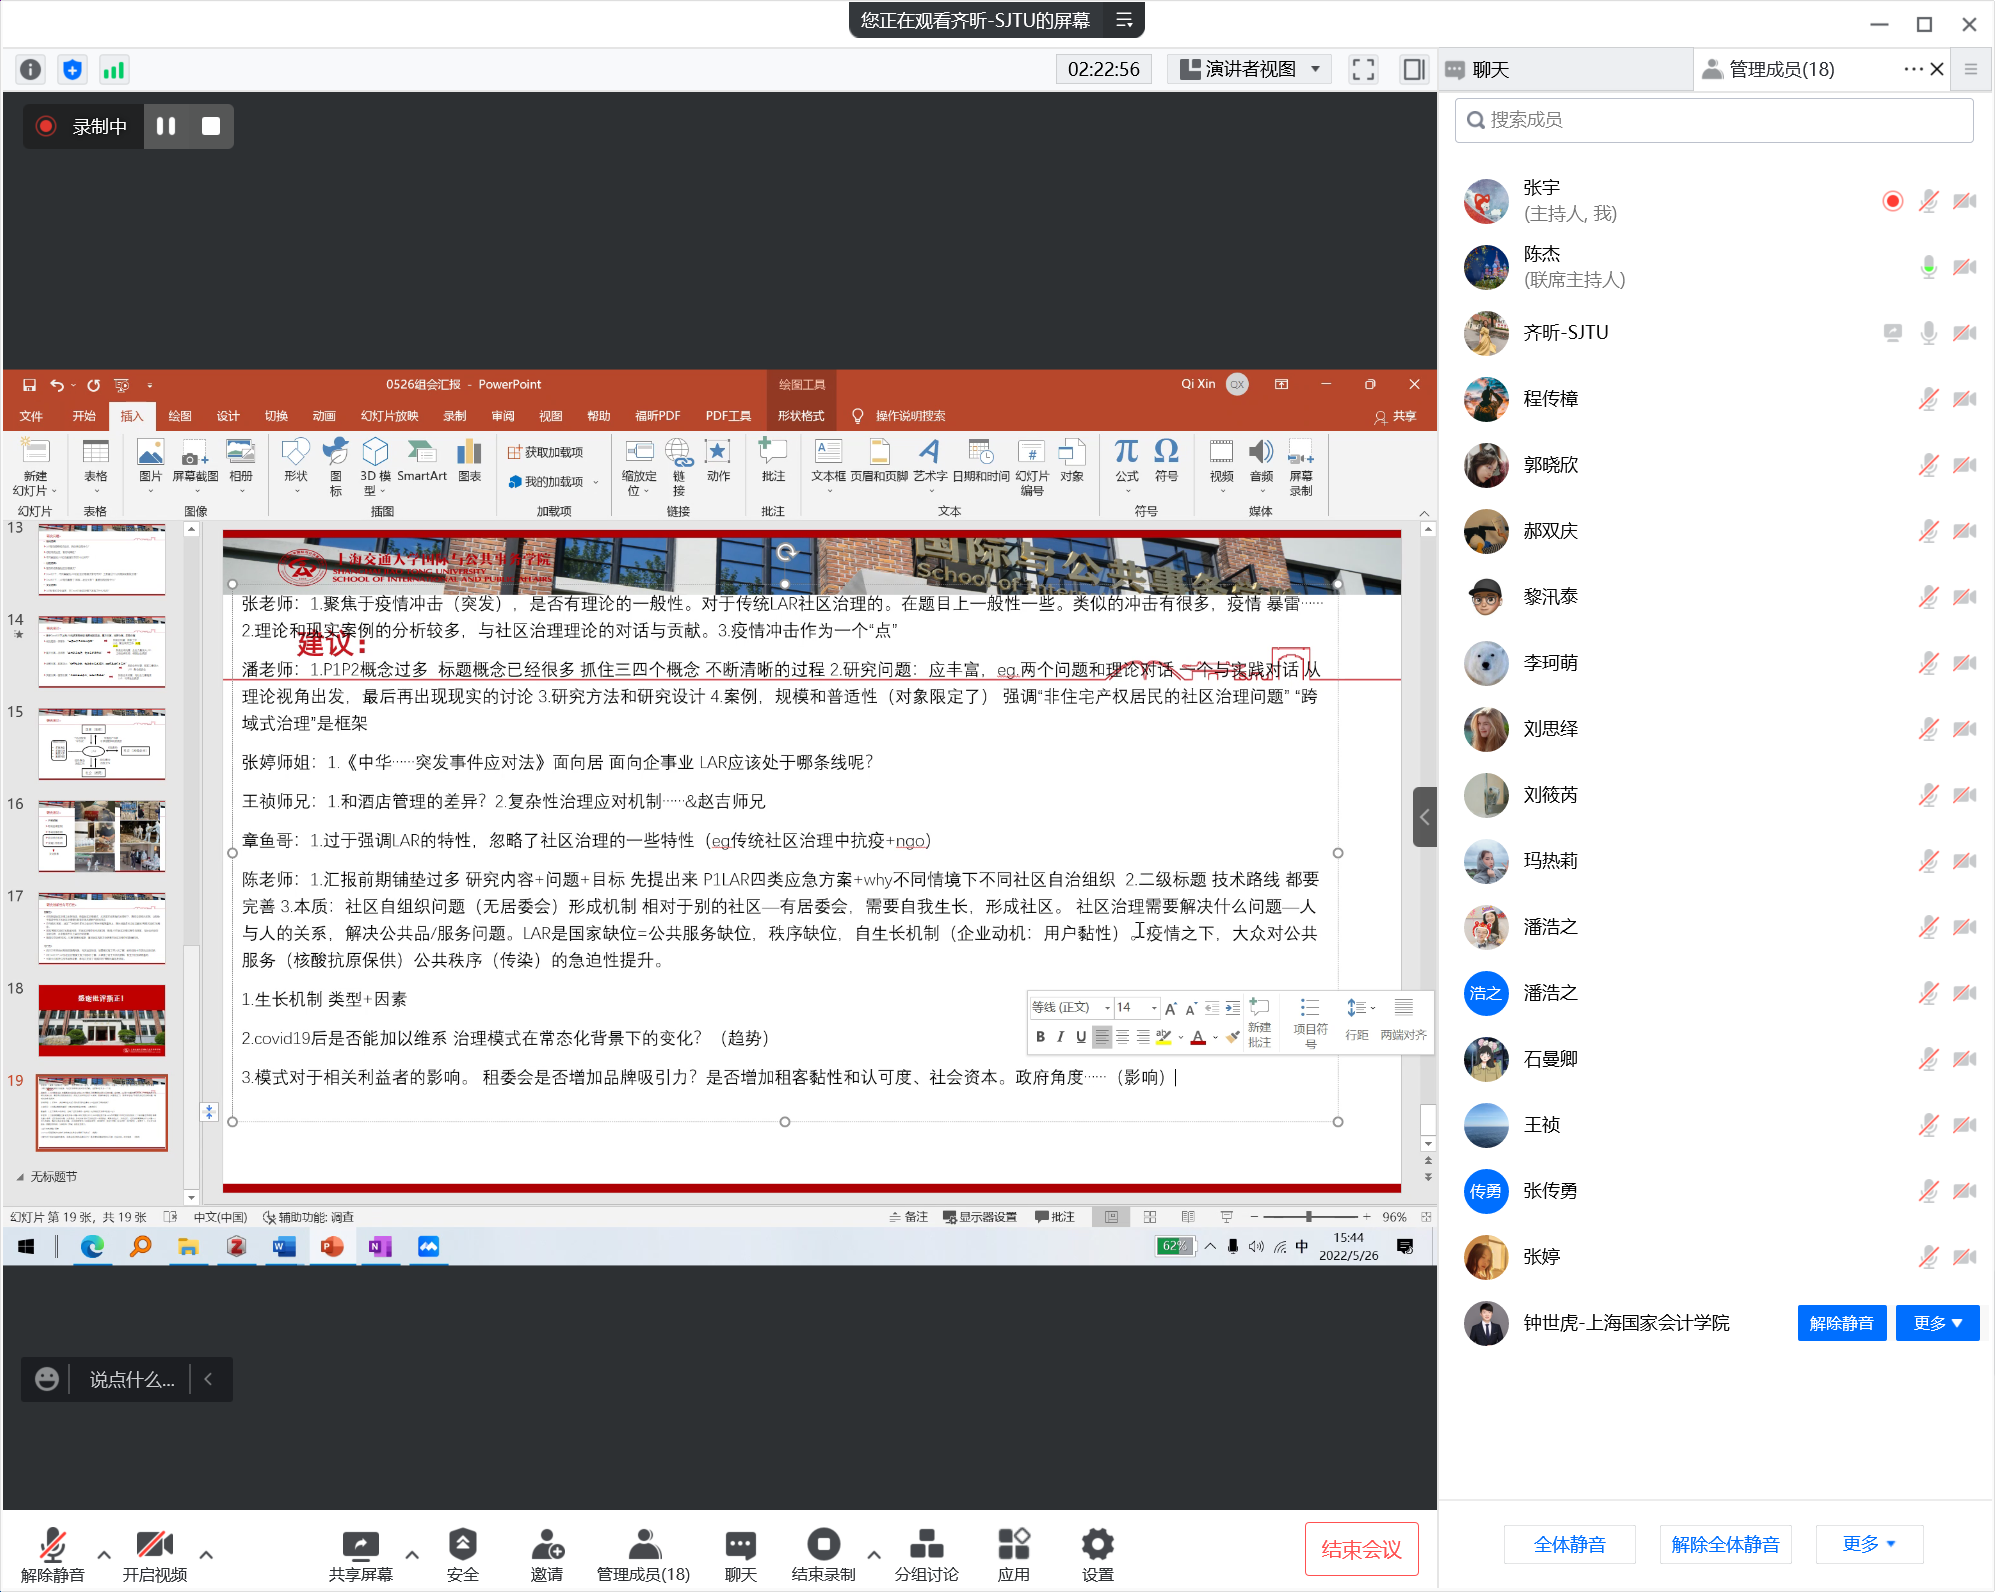 您正在观看齐昕-SJTU的屏幕
02:22:56
演讲者视图
聊天
管理成员(18)
录制中
搜索成员
张宇
(主持人, 我)
陈杰
(联席主持人)
齐昕-SJTU
程传橦
郭晓欣
郝双庆
黎汛泰
李珂萌
刘思绎
刘筱芮
玛热莉
潘浩之
浩之
潘浩之
石曼卿
王祯
传勇
张传勇
张婷
钟世虎-上海国家会计学院
解除静音
更多
0526组会汇报 - PowerPoint
绘图工具
Qi Xin
QX
文件 开始 插入 绘图 设计 切换 动画 幻灯片放映 录制 审阅 视图 帮助 福昕PDF PDF工具 形状格式 操作说明搜索
共享
新建
幻灯片
表格
图片
屏幕截图
相册
形状
图
标
3D 模
型
SmartArt
图表
获取加载项
我的加载项
缩放定
位
链
接
动作
批注
文本框
页眉和页脚
艺术字
日期和时间
幻灯片
编号
对象
公式
符号
视频
音频
屏幕
录制
幻灯片 表格 图像 插图 加载项 链接 批注 文本 符号 媒体
13
14
15
16
17
18
感谢批评指正!
19
无标题节
上海交通大学国际与公共事务学院
SCHOOL OF INTERNATIONAL AND PUBLIC AFFAIRS
国际与公共事
School of
建议：
张老师：1.聚焦于疫情冲击（突发），是否有理论的一般性。对于传统LAR社区治理的。在题目上一般性一些。类似的冲击有很多，疫情 暴雷……
2.理论和现实案例的分析较多，与社区治理理论的对话与贡献。3.疫情冲击作为一个“点”
潘老师：1.P1P2概念过多 标题概念已经很多 抓住三四个概念 不断清晰的过程 2.研究问题：应丰富，eg.两个问题和理论对话 一个与实践对话 从
理论视角出发，最后再出现现实的讨论 3.研究方法和研究设计 4.案例，规模和普适性（对象限定了） 强调“非住宅产权居民的社区治理问题” “跨
域式治理”是框架
张婷师姐：1.《中华……突发事件应对法》面向居 面向企事业 LAR应该处于哪条线呢？
王祯师兄：1.和酒店管理的差异？2.复杂性治理应对机制……&赵吉师兄
章鱼哥：1.过于强调LAR的特性，忽略了社区治理的一些特性（eg传统社区治理中抗疫+ngo）
陈老师：1.汇报前期铺垫过多 研究内容+问题+目标 先提出来 P1LAR四类应急方案+why不同情境下不同社区自治组织 2.二级标题 技术路线 都要
完善 3.本质：社区自组织问题（无居委会）形成机制 相对于别的社区—有居委会，需要自我生长，形成社区。 社区治理需要解决什么问题—人
与人的关系，解决公共品/服务问题。LAR是国家缺位=公共服务缺位，秩序缺位，自生长机制（企业动机：用户黏性）。疫情之下，大众对公共
服务（核酸抗原保供）公共秩序（传染）的急迫性提升。
1.生长机制 类型+因素
2.covid19后是否能加以维系 治理模式在常态化背景下的变化？（趋势）
3.模式对于相关利益者的影响。 租委会是否增加品牌吸引力？是否增加租客黏性和认可度、社会资本。政府角度……（影响）
等线 (正文) 14
B I U
新建
批注
项目符
号
行距
两端对齐
幻灯片 第 19 张，共 19 张
中文(中国)
辅助功能: 调查
备注
显示器设置
批注
96%
62%
中
15:44
2022/5/26
说点什么...
解除静音
开启视频
共享屏幕
安全
邀请
管理成员(18)
聊天
结束录制
分组讨论
应用
设置
结束会议
全体静音
解除全体静音
更多